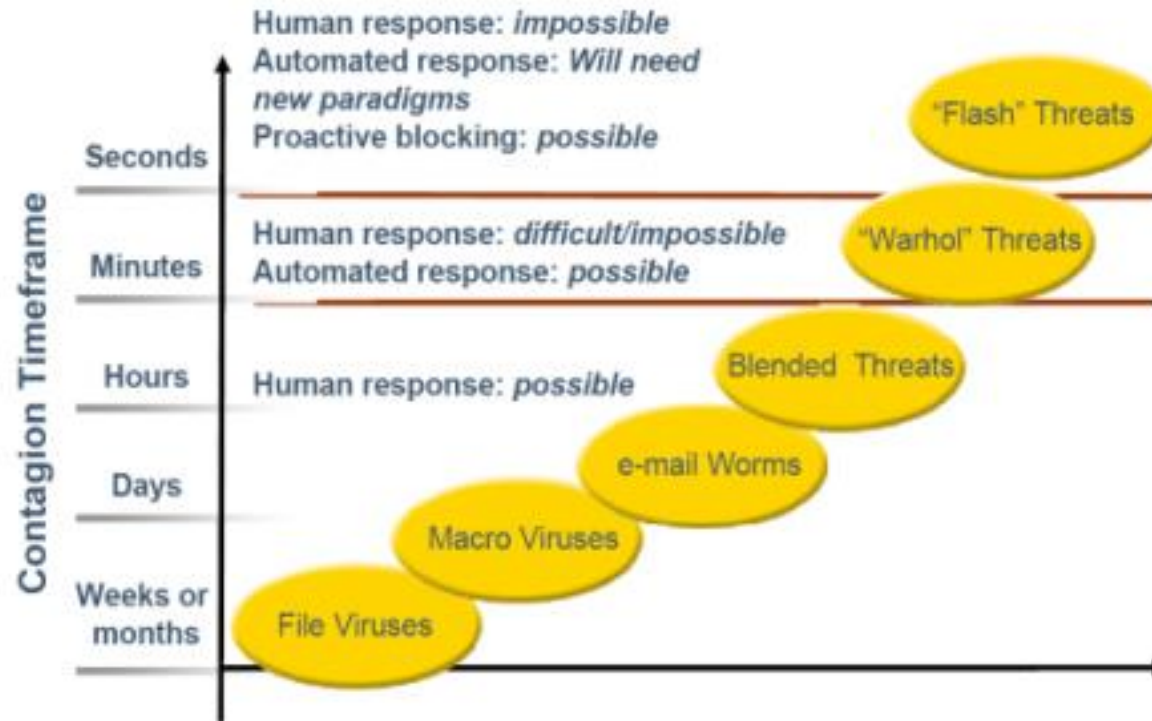 Human response: impossible
Automated response: Will need
new paradigms
Proactive blocking: possible
"Flash" Threats
Seconds
Human response: difficult/impossible
Automated response: possible
"Warhol" Threats
Minutes
Contagion Timeframe
Hours
Human response: possible
Blended Threats
e-mail Worms
Days
Macro Viruses
Weeks or
months
File Viruses